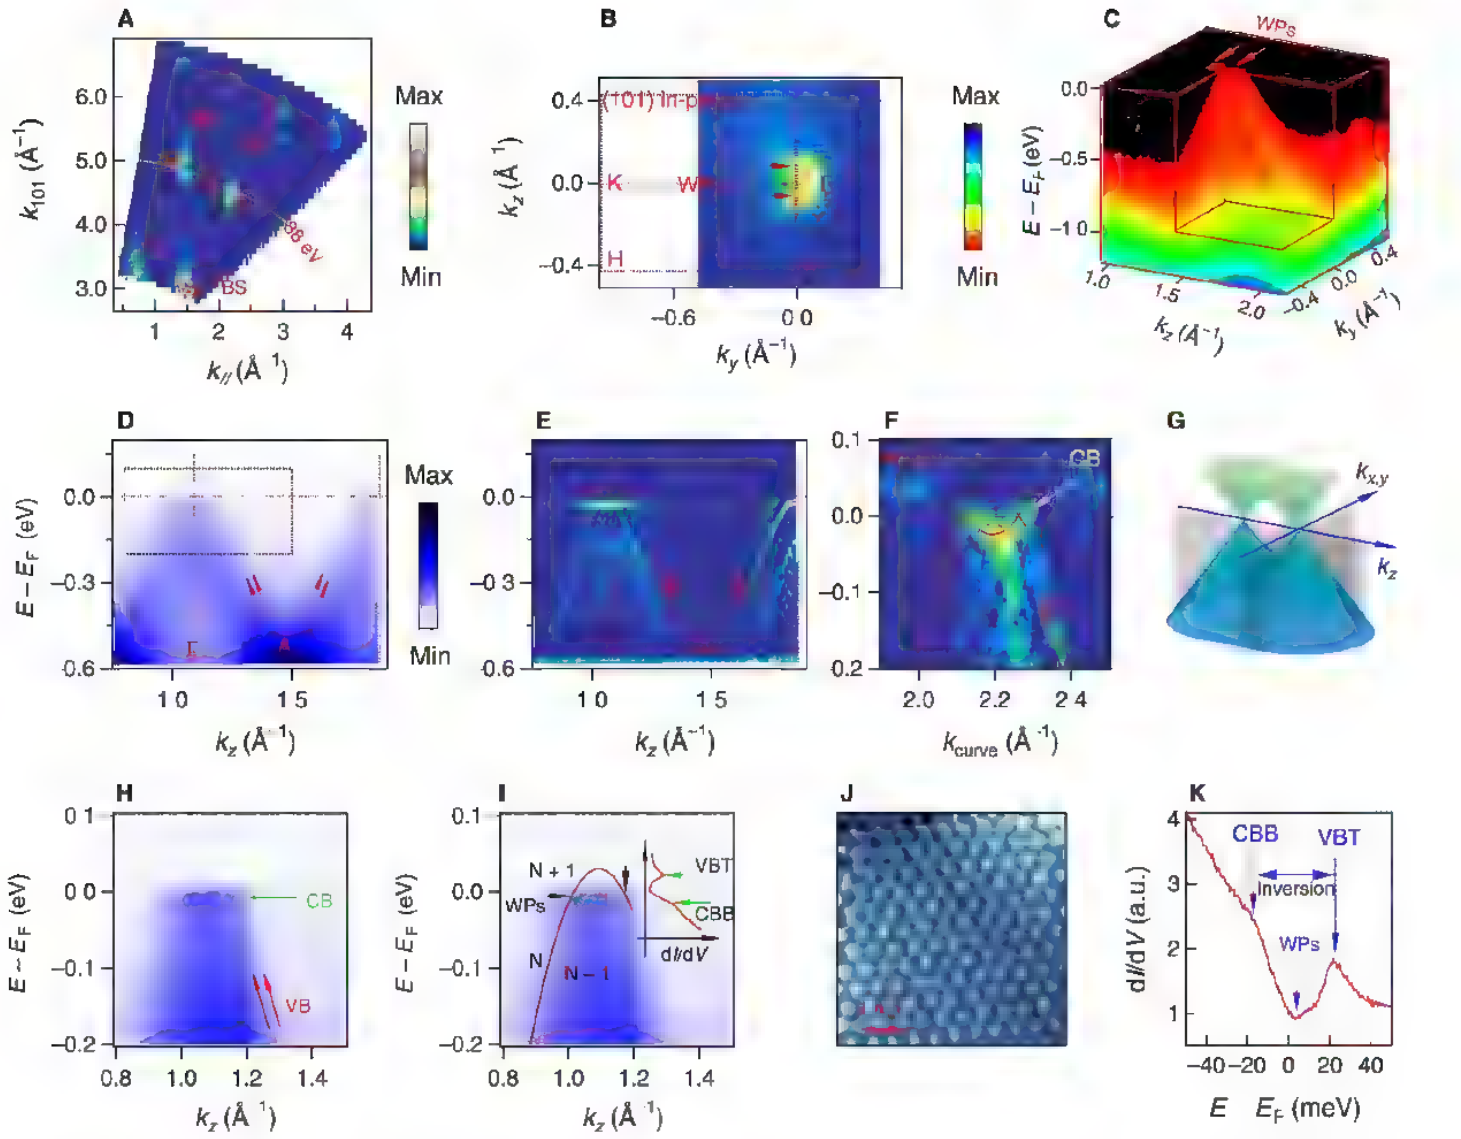 A
6.0
5.0
4.0
3.0
k101 (Å−1)
1 2 3 4
k// (Å 1)
88 eV
BS
Max
Min
B
0.4
0.0
−0.4
kz (Å 1)
K
H
−0.6 0 0
ky (Å−1)
Max
Min
C
WPs
0.0
−0.5
−1 0
E − EF (eV)
1.0 1.5 2.0
kz (Å−1)
−0.4 0.0 0.4
ky (Å−1)
D
0.0
−0.3
−0.6
E − EF (eV)
Γ A
1 0 1 5
kz (Å−1)
Max
Min
E
0.0
−0.3
−0.6
1 0 1 5
kz (Å−1)
F
CB
0.1
0.0
−0.1
0.2
2.0 2.2 2 4
kcurve (Å 1)
G
kx,y
kz
H
0 1
0.0
−0.1
−0.2
E − EF (eV)
CB
VB
0.8 1.0 1.2 1.4
kz (Å 1)
I
0.1
0.0
−0.1
−0.2
E − EF (eV)
N + 1
WPs
N
N − 1
VBT
CBB
dI/dV
0.8 1.0 1.2 1.4
kz (Å 1)
J
K
4
3
2
1
dI/dV (a.u.)
CBB VBT
Inversion
WPs
−40 −20 0 20 40
E EF (meV)